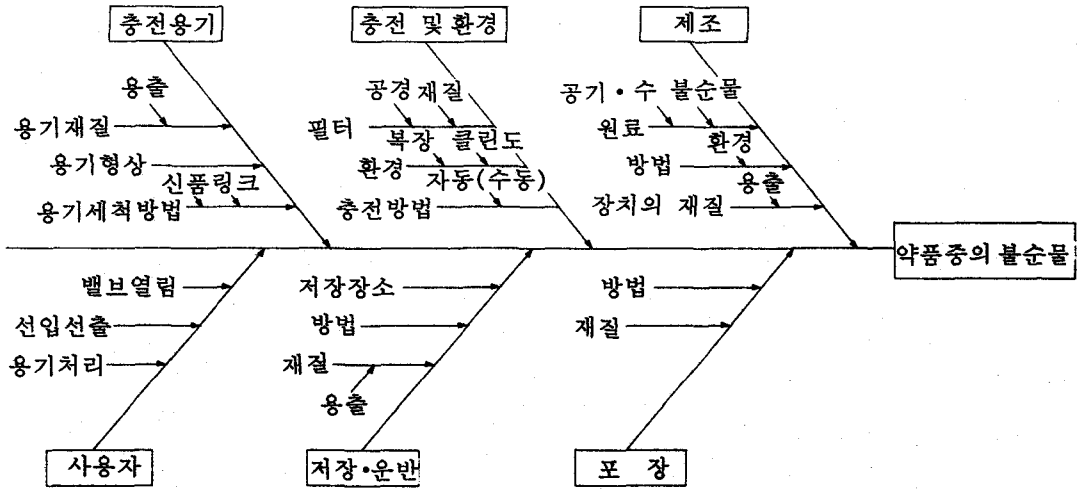 충전용기
충전 및 환경
제조
용출
용기재질
용기형상
신품링크
용기세척방법
공경 재질
필터
복장 클린도
환경
자동(수동)
충전방법
공기·수 불순물
원료
환경
방법
용출
장치의 재질
약품중의 불순물
밸브열림
선입선출
용기처리
사용자
저장장소
방법
재질
용출
저장·운반
방법
재질
포 장